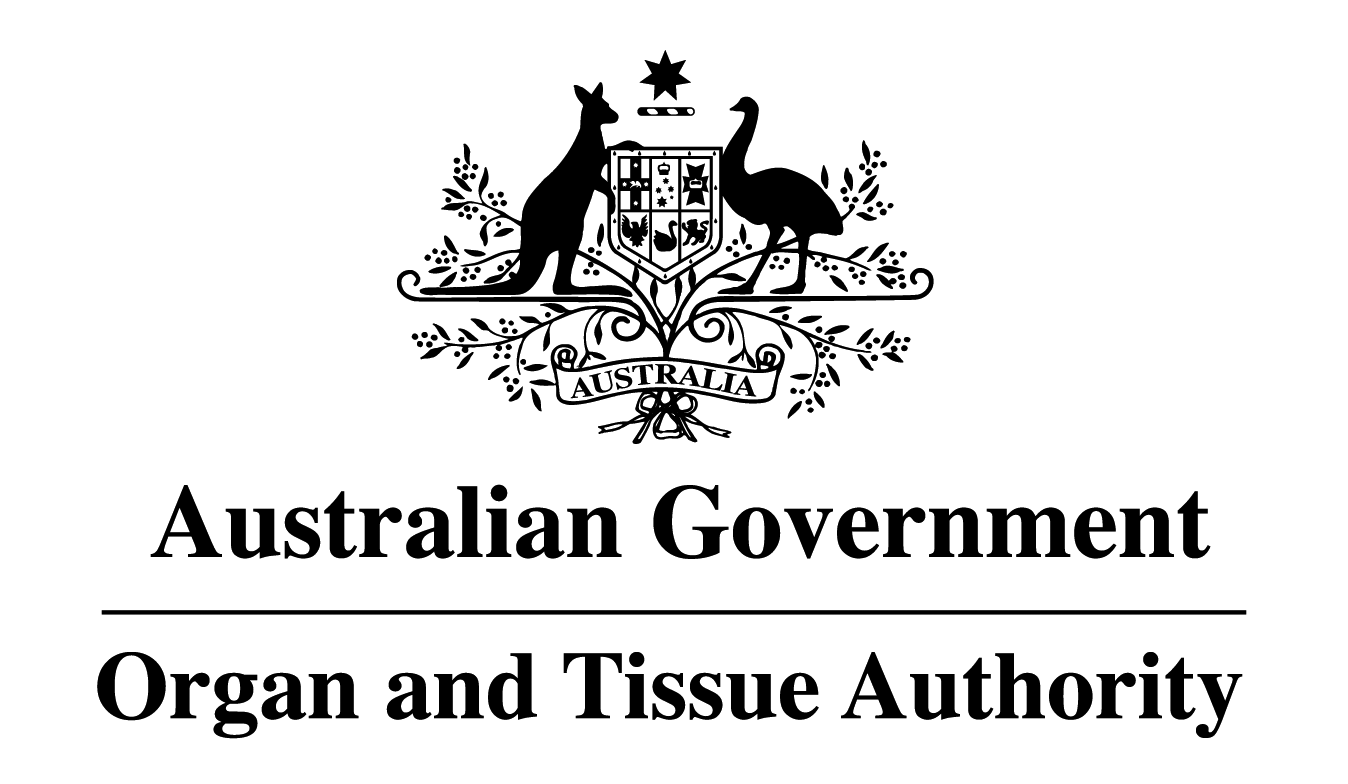 AUSTRALIA
Australian Government
Organ and Tissue Authority